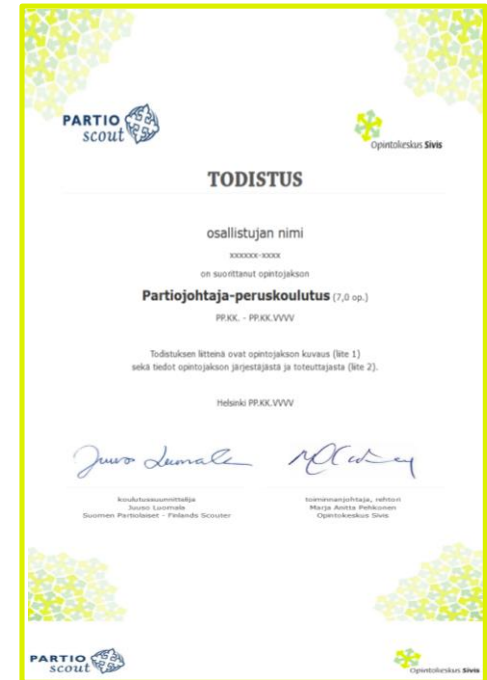 PARTIO
scout
Opintokeskus Sivis
TODISTUS
osallistujan nimi
xxxxxx-xxxx
on suorittanut opintojakson
Partiojohtaja-peruskoulutus (7,0 op.)
PP.KK. - PP.KK.VVVV
Todistuksen liitteinä ovat opintojakson kuvaus (liite 1)
sekä tiedot opintojakson järjestäjästä ja toteuttajasta (liite 2).
Helsinki PP.KK.VVVV
Juuso Luomala
koulutussuunnittelija
Juuso Luomala
Suomen Partiolaiset - Finlands Scouter
toiminnanjohtaja, rehtori
Marja Anitta Pehkonen
Opintokeskus Sivis
PARTIO
scout
Opintokeskus Sivis